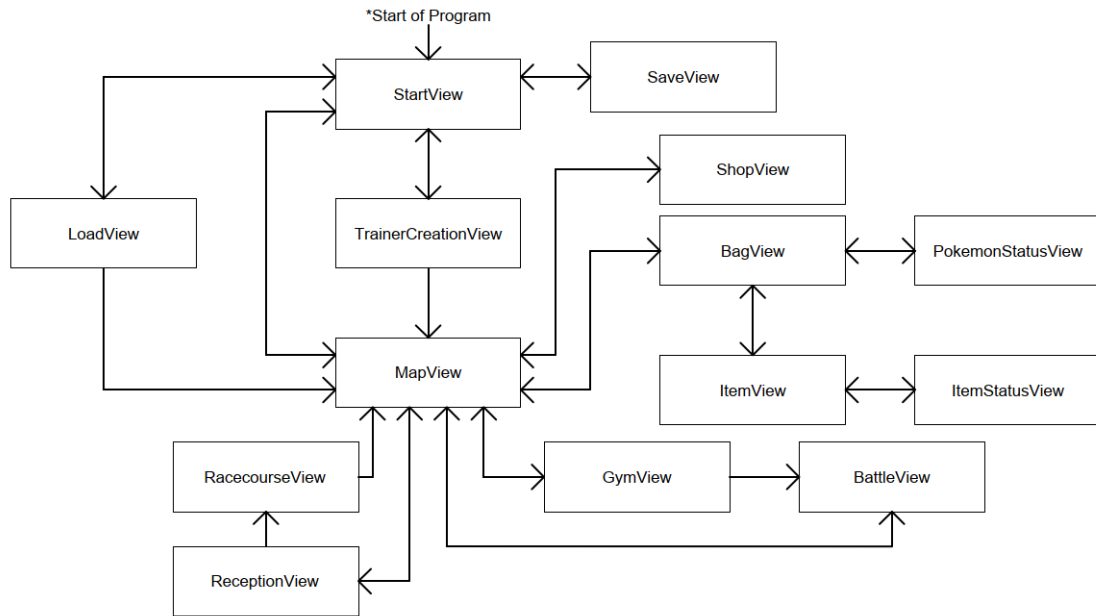 *Start of Program
StartView
SaveView
ShopView
LoadView
TrainerCreationView
BagView
PokemonStatusView
MapView
ItemView
ItemStatusView
RacecourseView
GymView
BattleView
ReceptionView